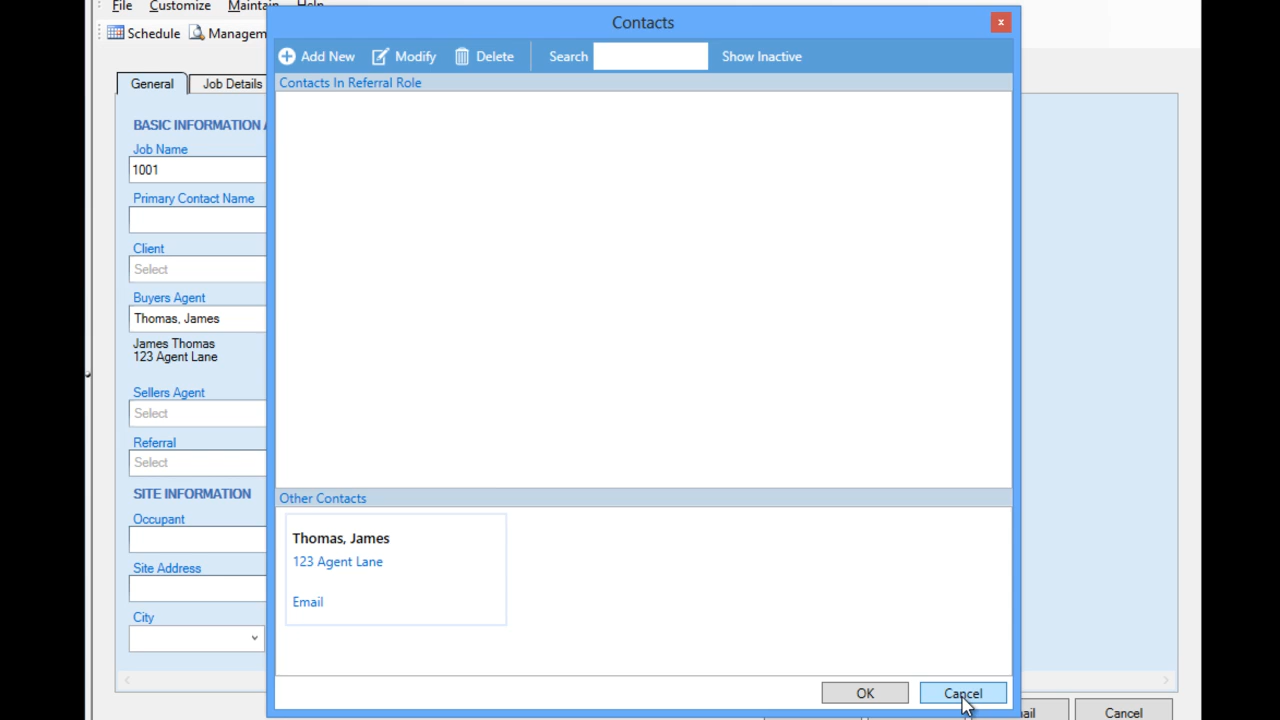 File Customize Maintain Help
Schedule Managem
General Job Details
BASIC INFORMATION
Job Name
1001
Primary Contact Name
Client
Select
Buyers Agent
Thomas, James
James Thomas
123 Agent Lane
Sellers Agent
Select
Referral
Select
SITE INFORMATION
Occupant
Site Address
City
Contacts
x
Add New Modify Delete Search Show Inactive
Contacts In Referral Role
Other Contacts
Thomas, James
123 Agent Lane
Email
OK Cancel
ail Cancel